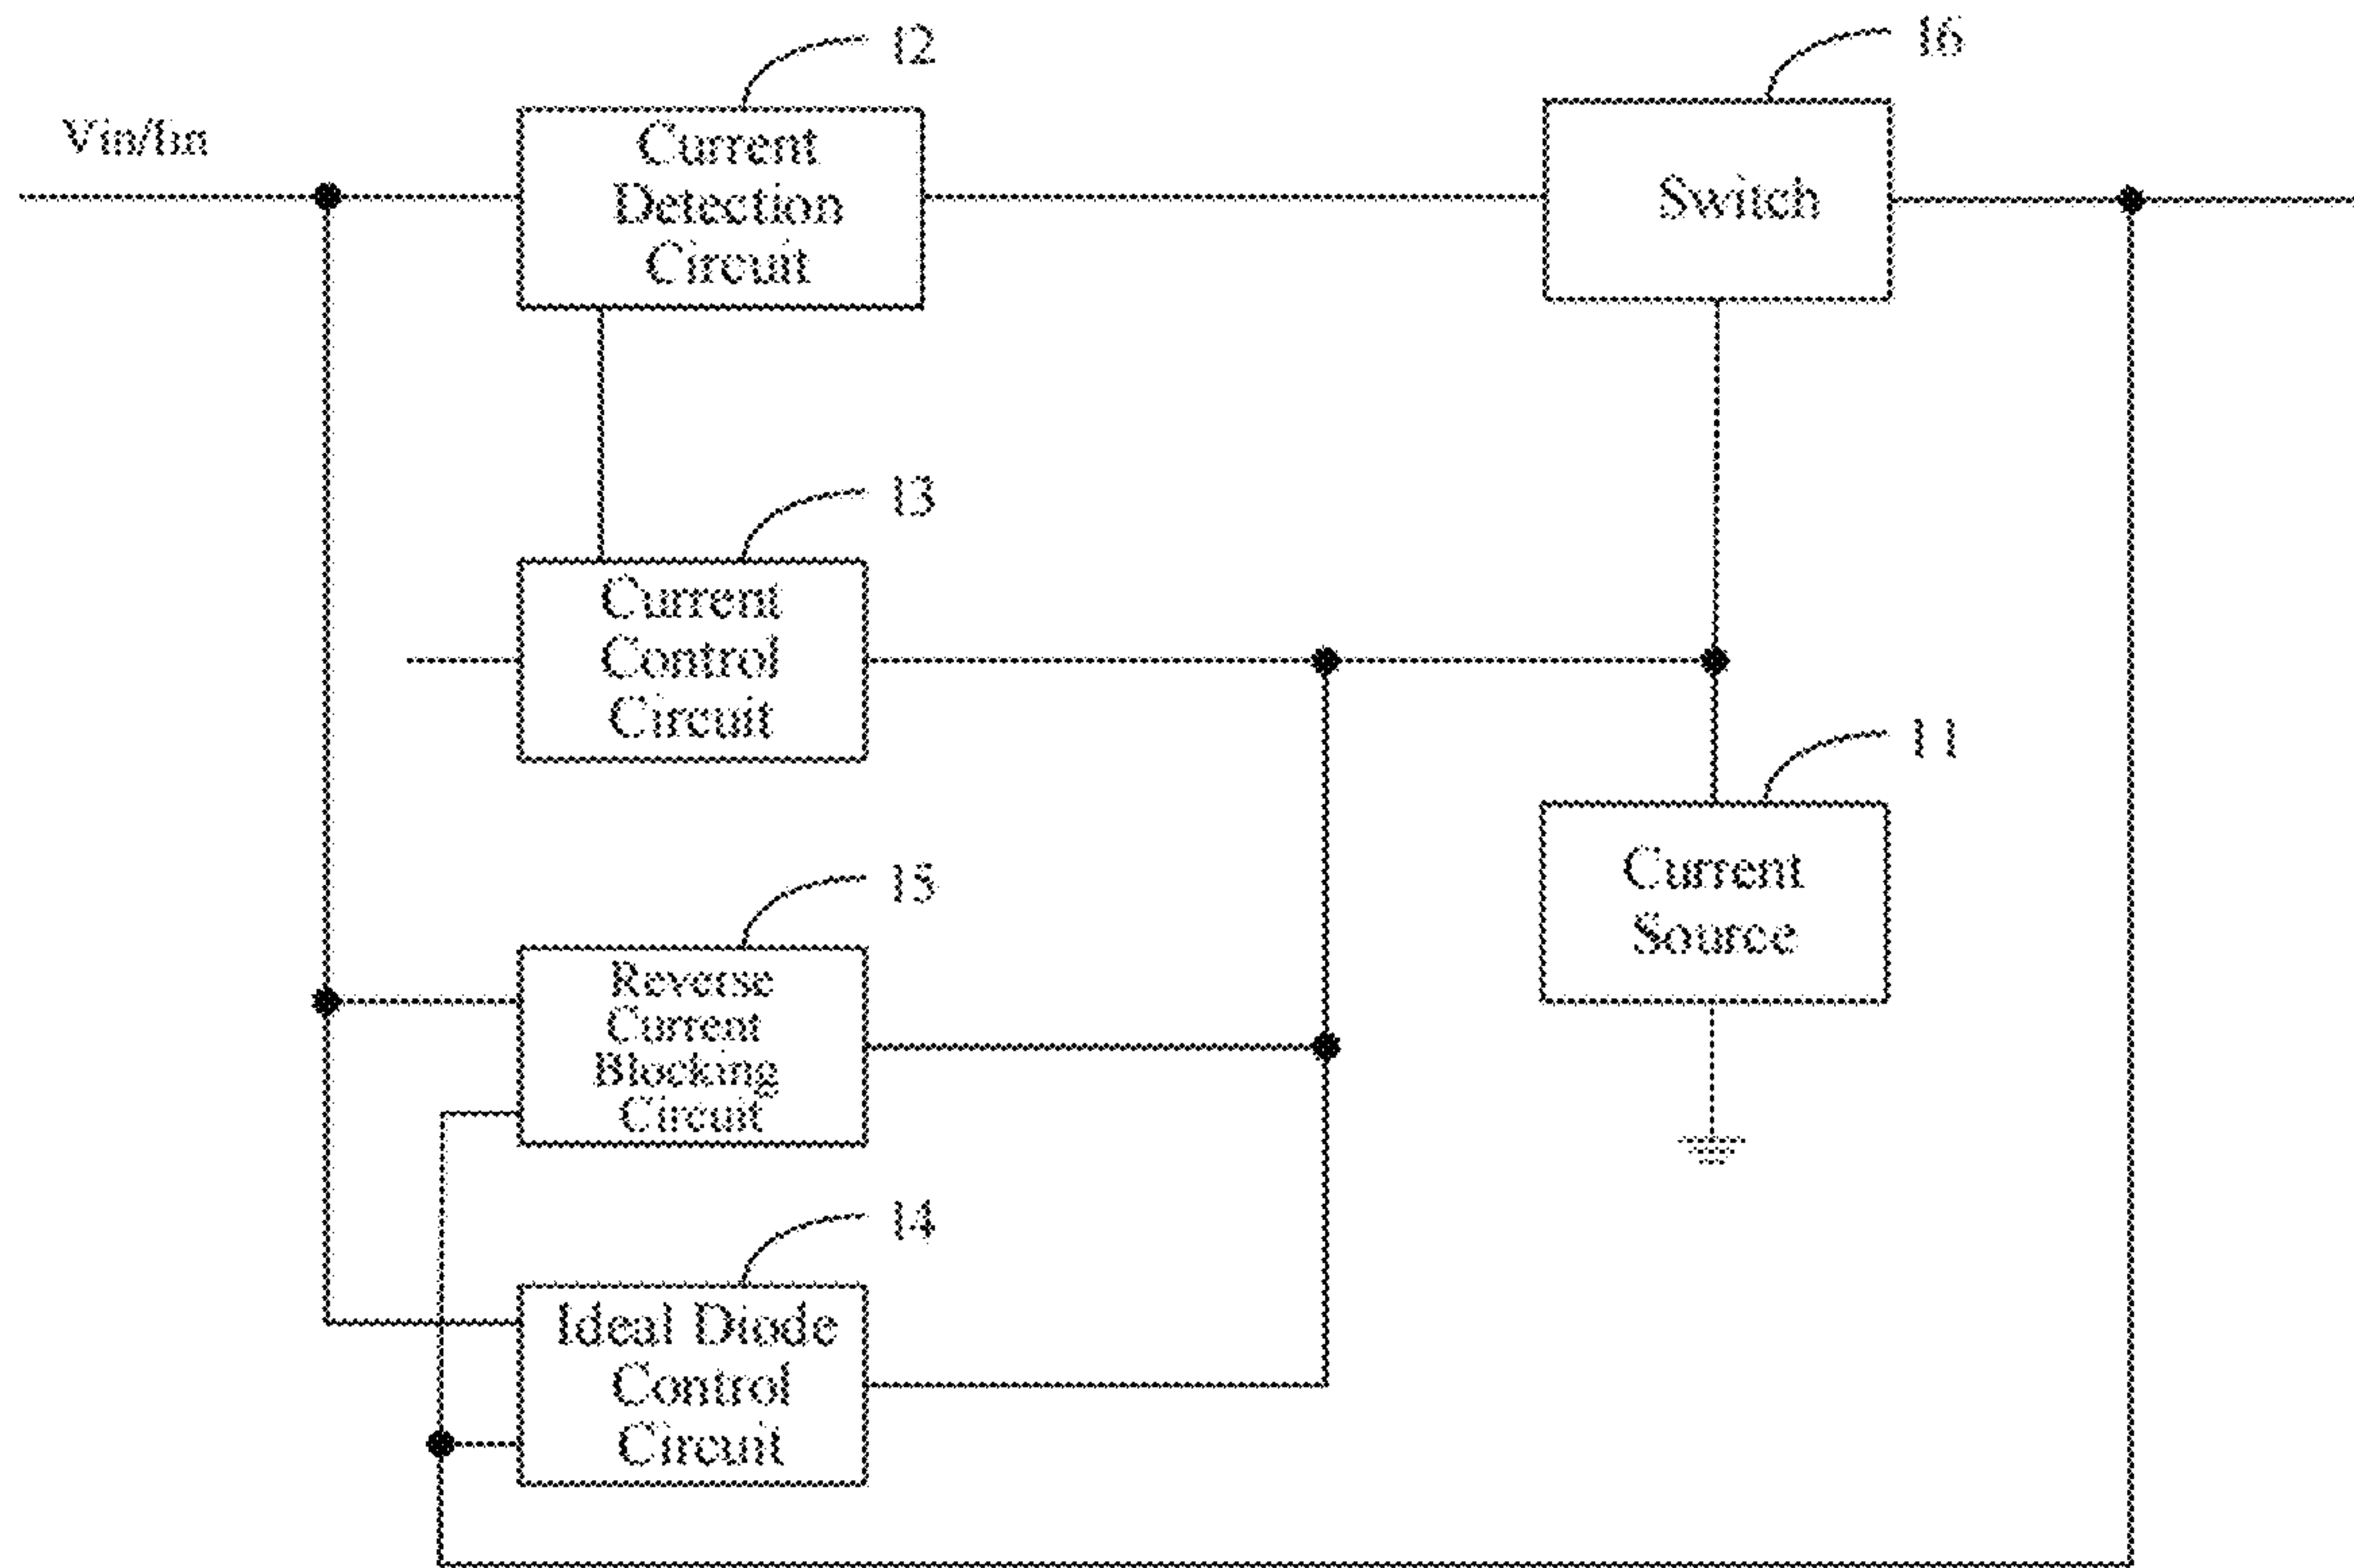 12
16
Vin/Iin
Current
Detection
Circuit
Switch
13
Current
Control
Circuit
11
Current
Source
15
Reverse
Current
Blocking
Circuit
14
Ideal Diode
Control
Circuit